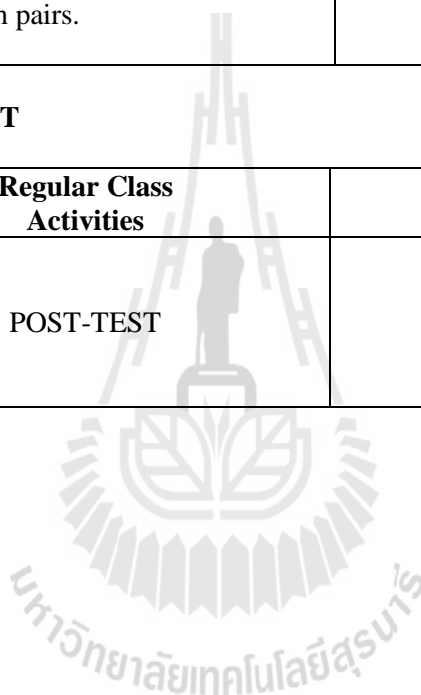 n pairs.
T
Regular Class
Activities
POST-TEST
มหาวิทยาลัยเทคโนโลยีสุรนารี